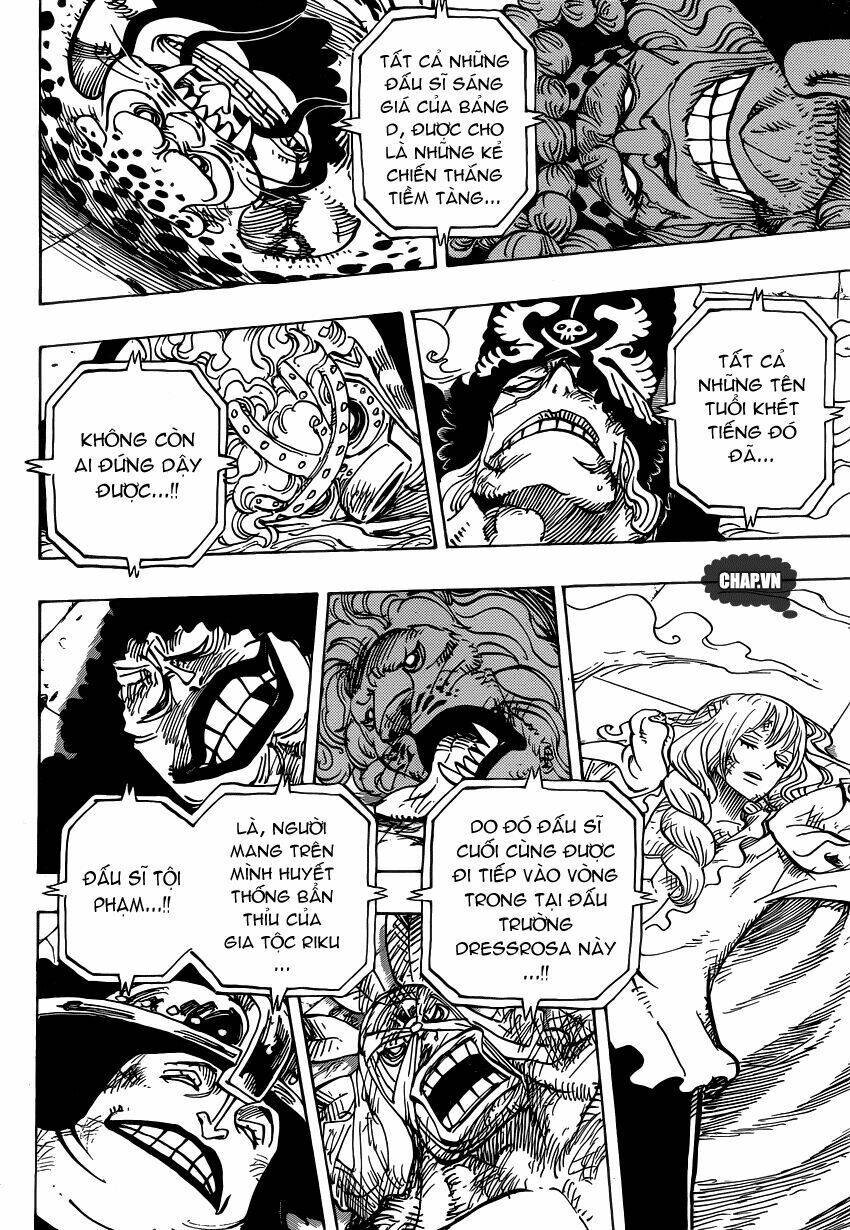 TẤT CẢ NHỮNG
ĐẤU SĨ SÁNG
GIÁ CỦA BẢNG
D, ĐƯỢC CHO
LÀ NHỮNG KẺ
CHIẾN THẮNG
TIỀM TÀNG...
TẤT CẢ
NHỮNG TÊN
TUỔI KHÉT
TIẾNG ĐÓ
ĐÃ...
KHÔNG CÒN
AI ĐỨNG DẬY
ĐƯỢC...!!
CHAP.VN
DO ĐÓ ĐẤU SĨ
CUỐI CÙNG ĐƯỢC
ĐI TIẾP VÀO VÒNG
TRONG TẠI ĐẤU
TRƯỜNG
DRESSROSA NÀY
...!!
LÀ, NGƯỜI
MANG TRÊN
MÌNH HUYẾT
THỐNG BẨN
THỈU CỦA
GIA TỘC RIKU
...
ĐẤU SĨ TỘI
PHẠM...!!